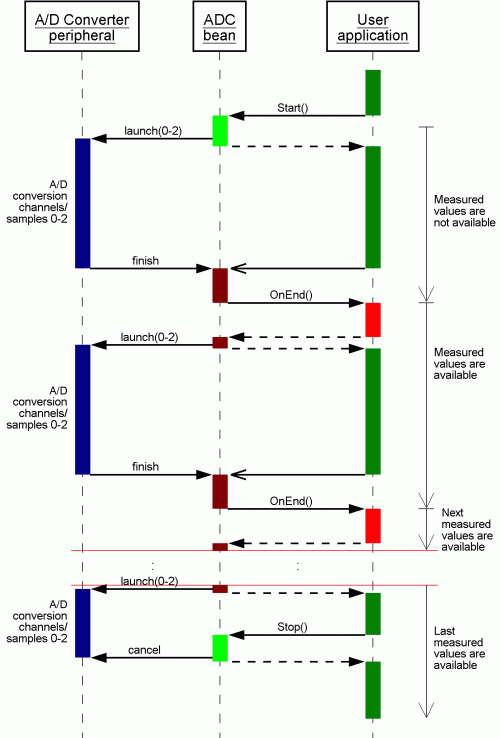 A/D Converter
peripheral
ADC
bean
User
application
Start()
launch(0-2)
A/D
conversion
channels/
samples 0-2
Measured
values are
not available
finish
OnEnd()
launch(0-2)
A/D
conversion
channels/
samples 0-2
Measured
values are
available
finish
OnEnd()
Next
measured
values are
available
:
:
launch(0-2)
A/D
conversion
channels/
samples 0-2
Stop()
cancel
Last
measured
values are
available